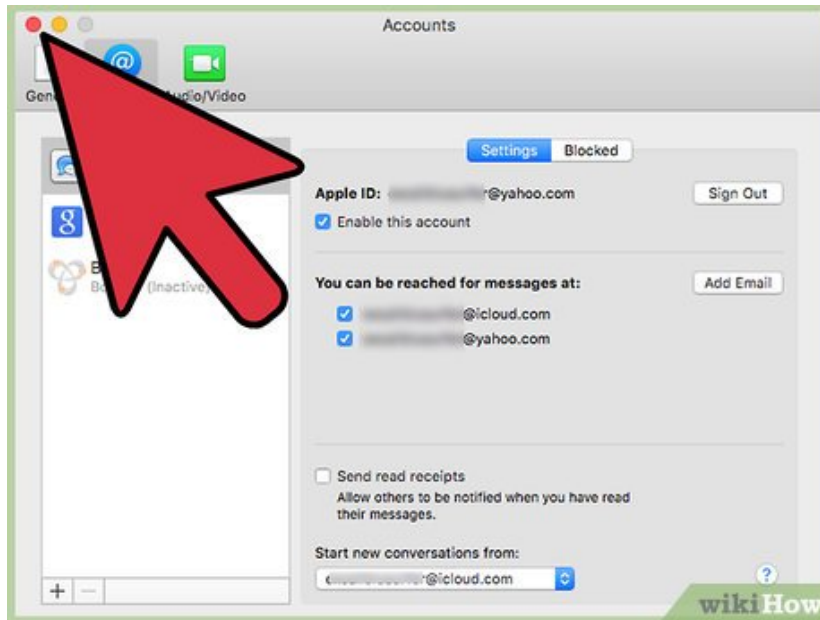 Accounts
Gen
Audio/Video
Settings Blocked
Apple ID: @yahoo.com Sign Out
Enable this account
You can be reached for messages at: Add Email
@icloud.com
@yahoo.com
(Inactive)
Send read receipts
Allow others to be notified when you have read
their messages.
Start new conversations from:
@icloud.com
?
wikiHow